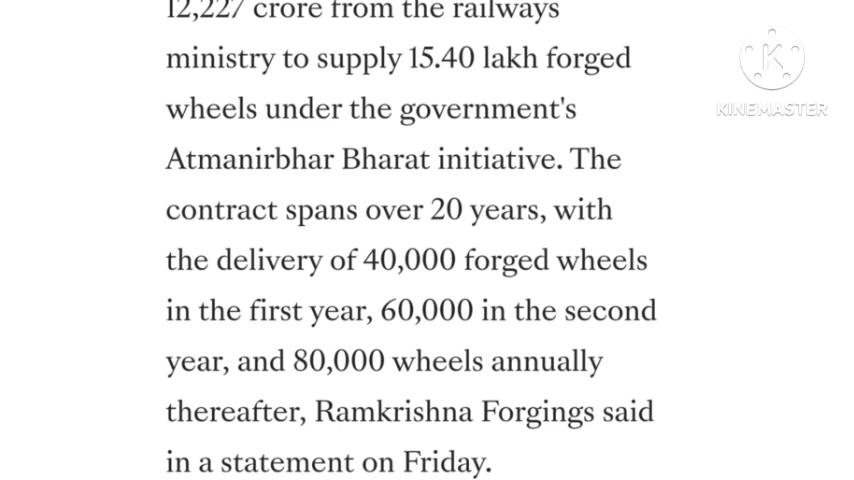 12,227 crore from the railways
ministry to supply 15.40 lakh forged
wheels under the government's
Atmanirbhar Bharat initiative. The
contract spans over 20 years, with
the delivery of 40,000 forged wheels
in the first year, 60,000 in the second
year, and 80,000 wheels annually
thereafter, Ramkrishna Forgings said
in a statement on Friday.
K
KINEMASTER